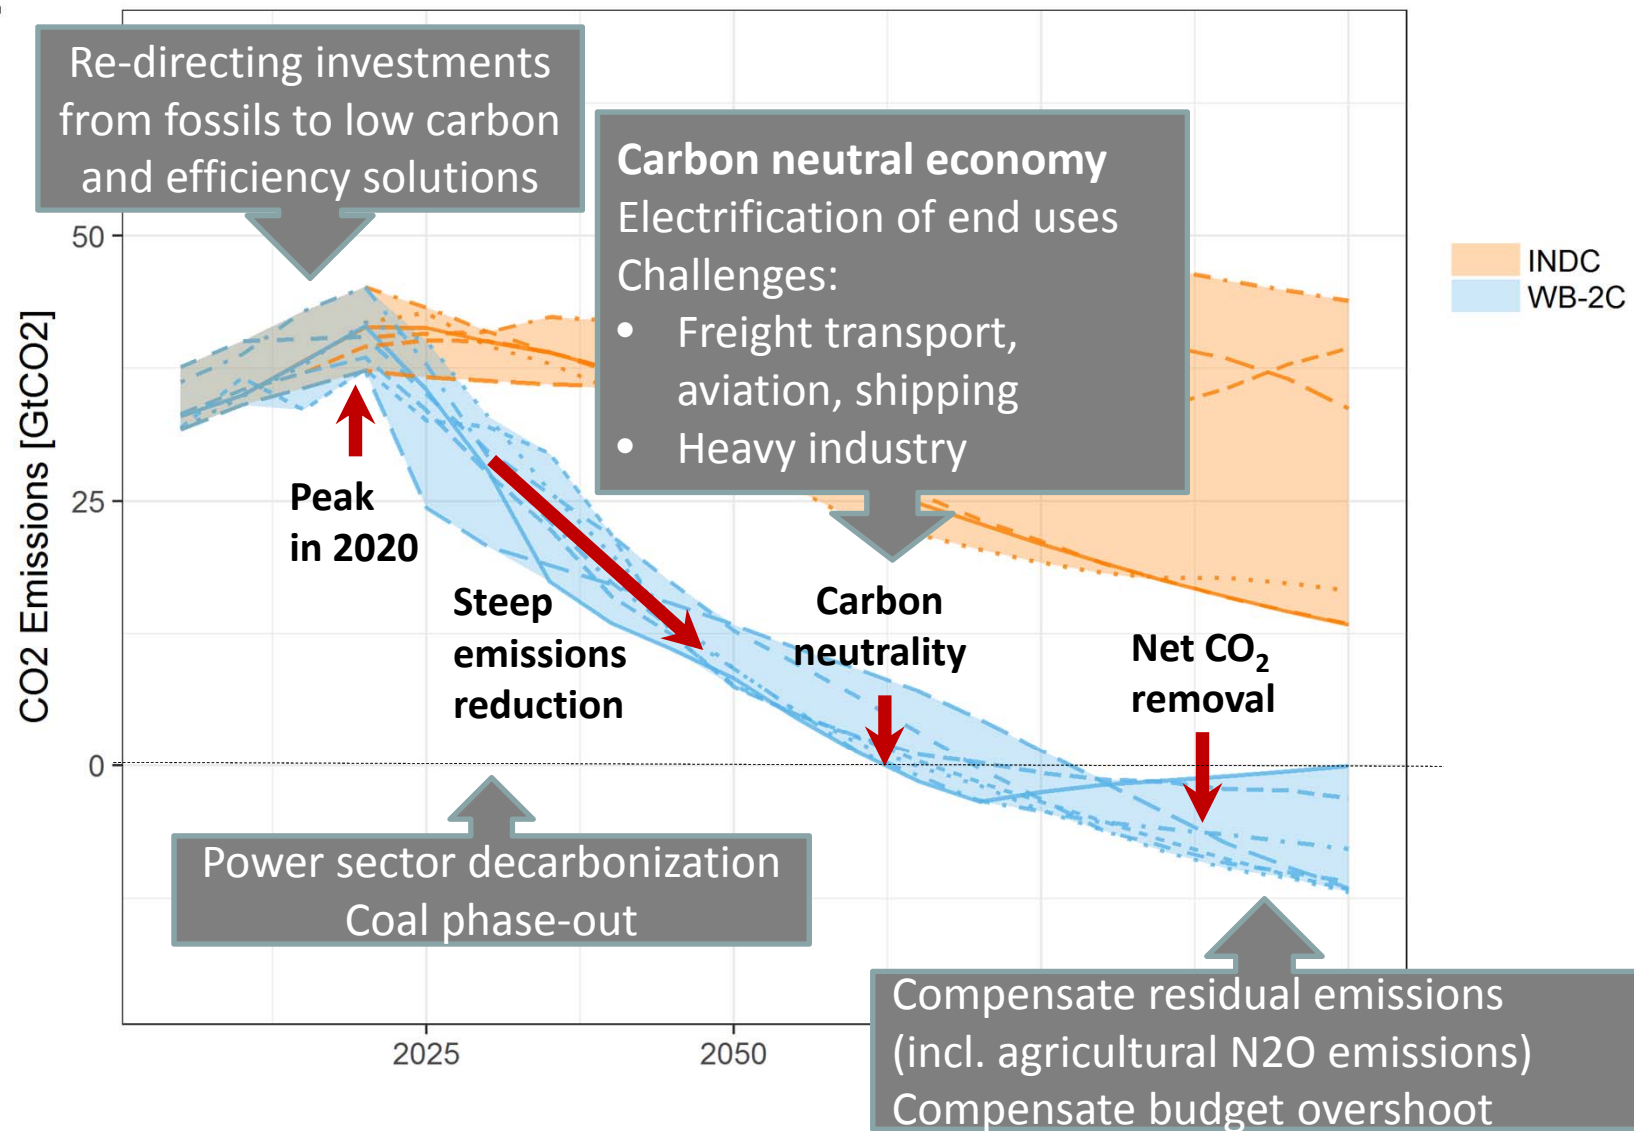 Re-directing investments
from fossils to low carbon
and efficiency solutions
Carbon neutral economy
Electrification of end uses
Challenges:
• Freight transport,
aviation, shipping
• Heavy industry
INDC
WB-2C
CO2 Emissions [GtCO2]
50
25
0
Peak
in 2020
Steep
emissions
reduction
Carbon
neutrality
Net CO₂
removal
Power sector decarbonization
Coal phase-out
2025
2050
Compensate residual emissions
(incl. agricultural N2O emissions)
Compensate budget overshoot